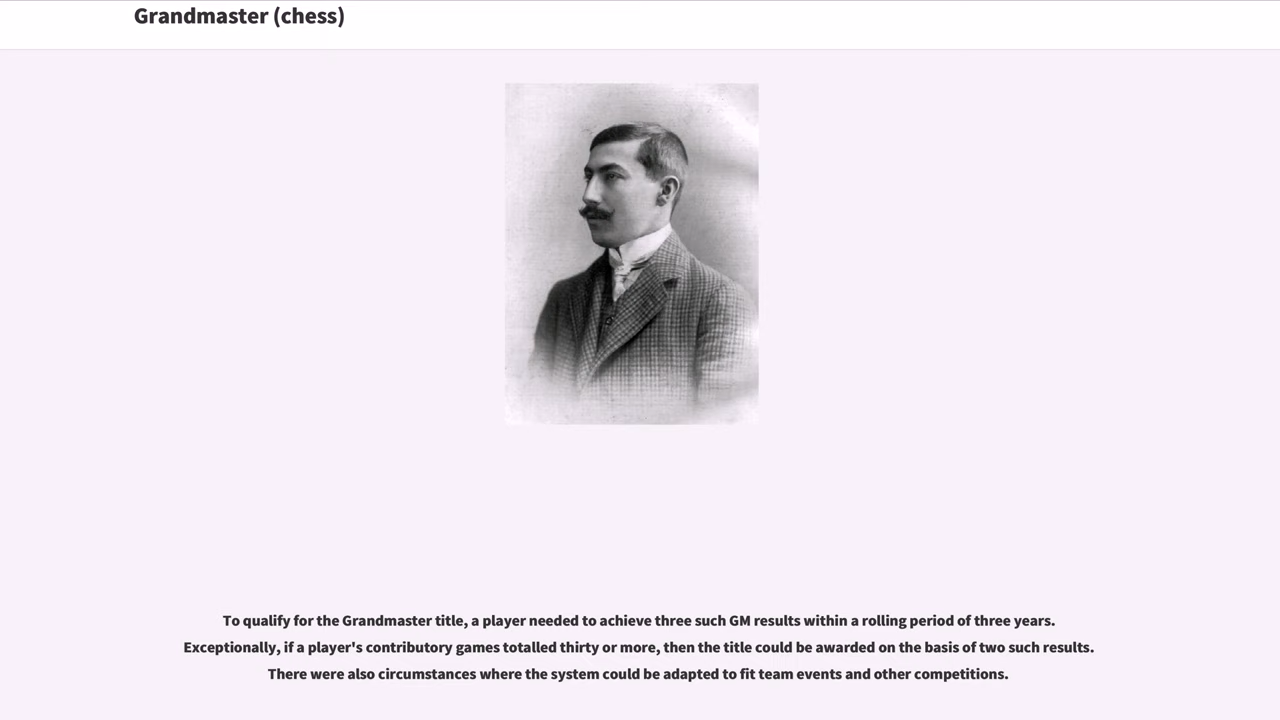 Grandmaster (chess)
To qualify for the Grandmaster title, a player needed to achieve three such GM results within a rolling period of three years.
Exceptionally, if a player's contributory games totalled thirty or more, then the title could be awarded on the basis of two such results.
There were also circumstances where the system could be adapted to fit team events and other competitions.